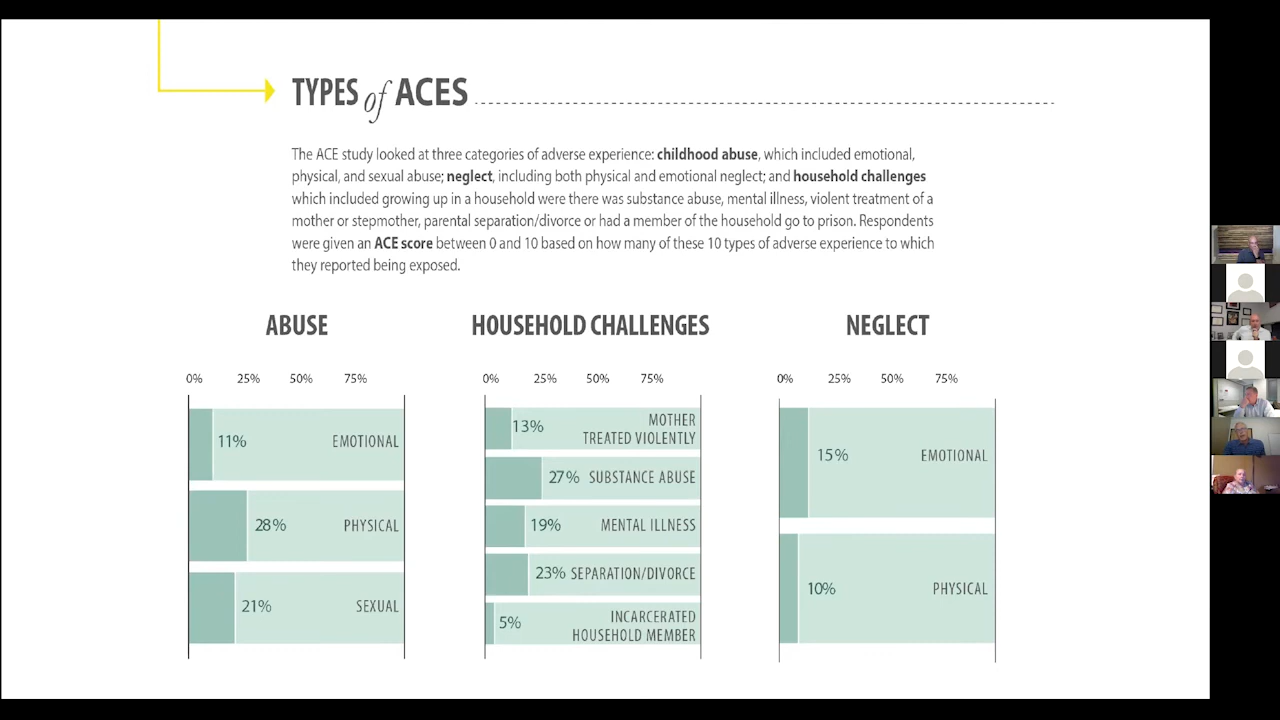 TYPES of ACES
The ACE study looked at three categories of adverse experience: childhood abuse, which included emotional,
physical, and sexual abuse; neglect, including both physical and emotional neglect; and household challenges
which included growing up in a household were there was substance abuse, mental illness, violent treatment of a
mother or stepmother, parental separation/divorce or had a member of the household go to prison. Respondents
were given an ACE score between 0 and 10 based on how many of these 10 types of adverse experience to which
they reported being exposed.
ABUSE
0% 25% 50% 75%
11% EMOTIONAL
28% PHYSICAL
21% SEXUAL
HOUSEHOLD CHALLENGES
0% 25% 50% 75%
13% MOTHER
TREATED VIOLENTLY
27% SUBSTANCE ABUSE
19% MENTAL ILLNESS
23% SEPARATION/DIVORCE
5% INCARCERATED
HOUSEHOLD MEMBER
NEGLECT
0% 25% 50% 75%
15% EMOTIONAL
10% PHYSICAL